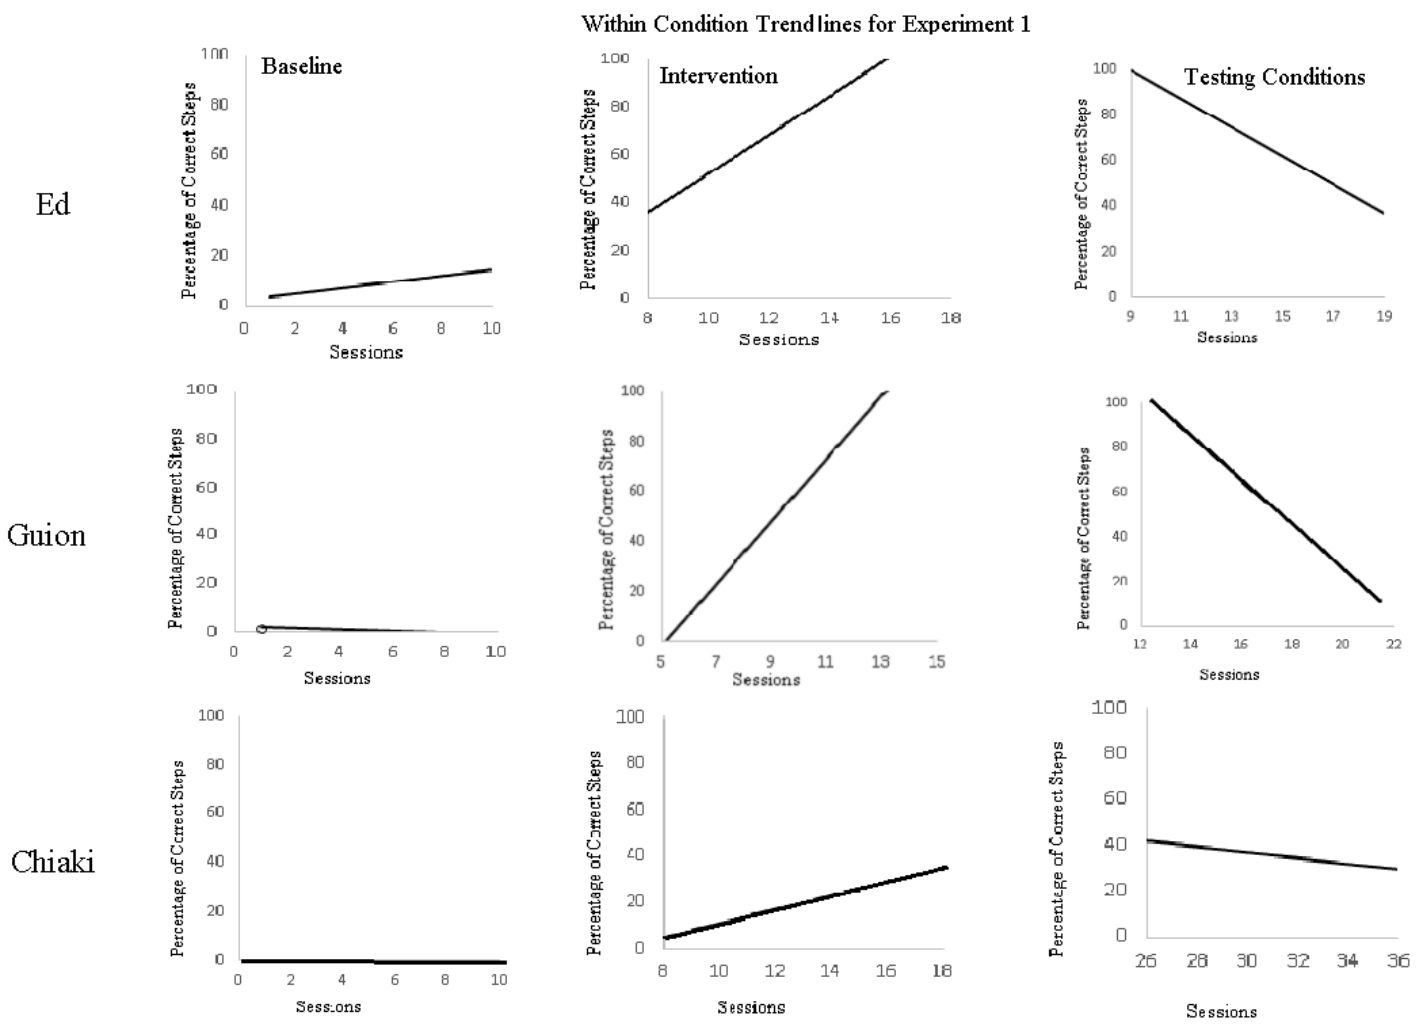 Within Condition Trendlines for Experiment 1
Baseline
Intervention
Testing Conditions
Ed
Percentage of Correct Steps
100
80
60
40
20
0
0 2 4 6 8 10
Sessions
Percentage of Correct Steps
100
80
60
40
20
0
8 10 12 14 16 18
Sessions
Percentage of Correct Steps
100
80
60
40
20
0
9 11 13 15 17 19
Sessions
Guion
Percentage of Correct Steps
100
80
60
40
20
0
0 2 4 6 8 10
Sessions
Percentage of Correct Steps
100
80
60
40
20
0
5 7 9 11 13 15
Sessions
Percentage of Correct Steps
100
80
60
40
20
0
12 14 16 18 20 22
Sessions
Chiaki
Percentage of Correct Steps
100
80
60
40
20
0
0 2 4 6 8 10
Sessions
Percentage of Correct Steps
100
80
60
40
20
0
8 10 12 14 16 18
Sessions
Percentage of Correct Steps
100
80
60
40
20
0
26 28 30 32 34 36
Sessions